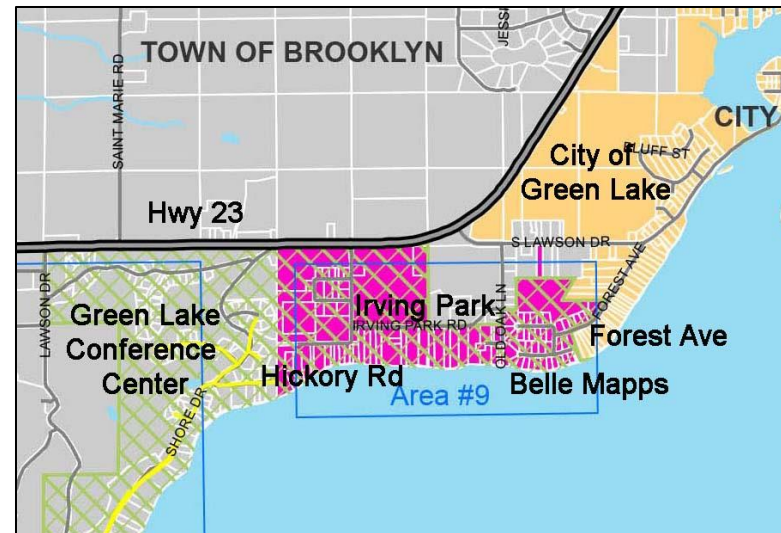 TOWN OF BROOKLYN
SAINT MARIE RD
JESSI
CITY
BLUFF ST
City of
Green Lake
Hwy 23
S LAWSON DR
LAWSON DR
Green Lake
Conference
Center
Irving Park
IRVING PARK RD
OLD OAK LN
FOREST AVE
Forest Ave
Hickory Rd
Belle Mapps
Area #9
SHORE DR